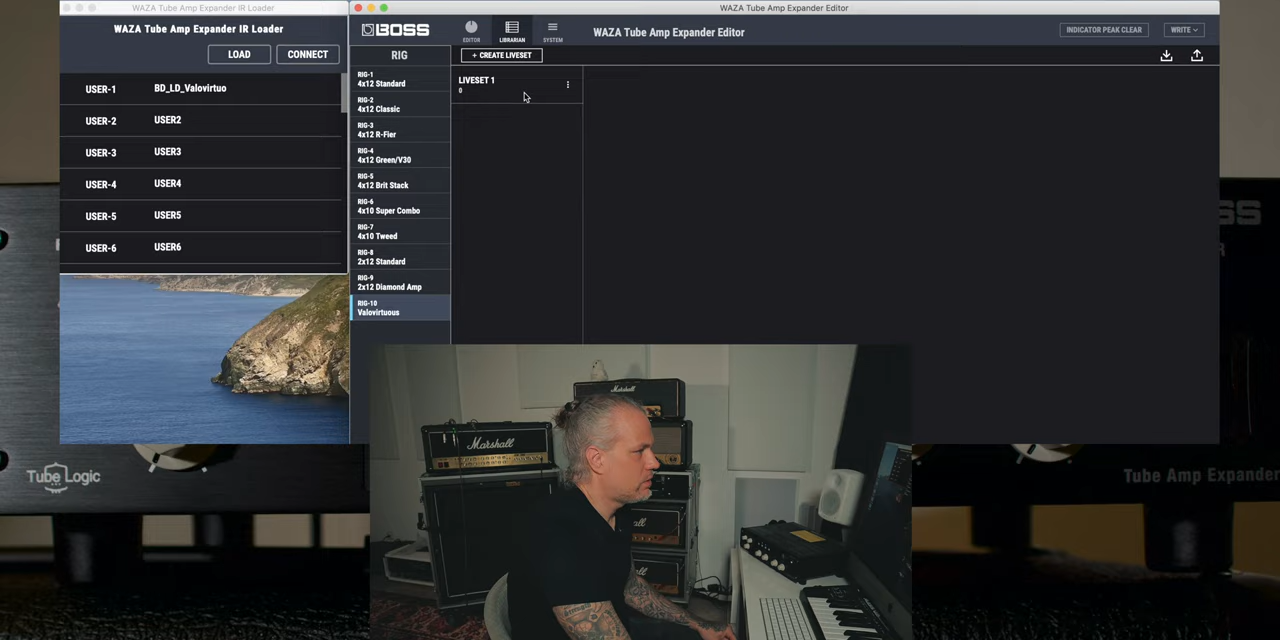 WAZA Tube Amp Expander IR Loader
WAZA Tube Amp Expander IR Loader
LOAD
CONNECT
USER-1 BD_LD_Valovirtuo
USER-2 USER2
USER-3 USER3
USER-4 USER4
USER-5 USER5
USER-6 USER6
WAZA Tube Amp Expander Editor
BOSS
EDITOR
LIBRARIAN
SYSTEM
WAZA Tube Amp Expander Editor
INDICATOR PEAK CLEAR
WRITE
RIG
RIG-1
4x12 Standard
RIG-2
4x12 Classic
RIG-3
4x12 R-Fier
RIG-4
4x12 Green/V30
RIG-5
4x12 Brit Stack
RIG-6
4x10 Super Combo
RIG-7
4x10 Tweed
RIG-8
2x12 Standard
RIG-9
2x12 Diamond Amp
RIG-10
Valovirtuous
+ CREATE LIVESET
LIVESET 1
0
Marshall
Marshall
Tube Logic
Tube Amp Expander